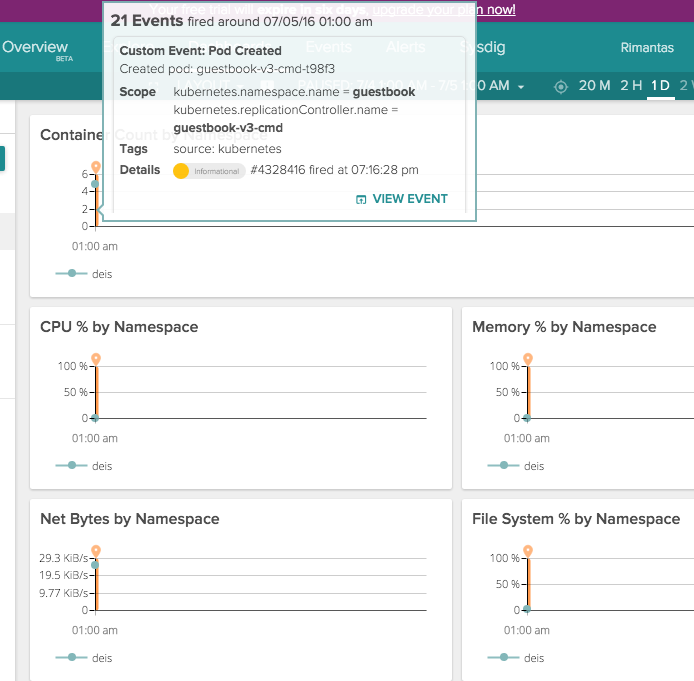 Your free trial will expire in six days, upgrade your plan now!
21 Events fired around 07/05/16 01:00 am
Overview
BETA
Events
Alerts
Sysdig
Rimantas
Custom Event: Pod Created
Created pod: guestbook-v3-cmd-t98f3
PAUSED: 7/4 1:00 AM - 7/5 1:00 AM
20 M 2 H 1 D 2 W
Scope kubernetes.namespace.name = guestbook
kubernetes.replicationController.name =
guestbook-v3-cmd
Tags source: kubernetes
Details Informational #4328416 fired at 07:16:28 pm
VIEW EVENT
Container Count by Namespace
6
4
2
0
01:00 am
deis
CPU % by Namespace
100 %
50 %
0
01:00 am
deis
Memory % by Namespace
100 %
50 %
0
01:00 am
deis
Net Bytes by Namespace
29.3 KiB/s
19.5 KiB/s
9.77 KiB/s
0
01:00 am
deis
File System % by Namespace
100 %
50 %
0
01:00 am
deis